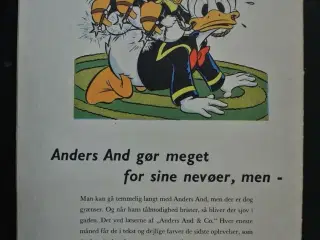 Anders And gør meget
for sine nevøer, men -
Man kan gå temmelig langt med Anders And, men der er dog
grænser. Og når hans tålmodighed brister, så bliver det sjov i
gaden. Det ved læserne af „Anders And & Co." Hver eneste
måned får de i tekst og dejlige farver de sidste oplevelser, som